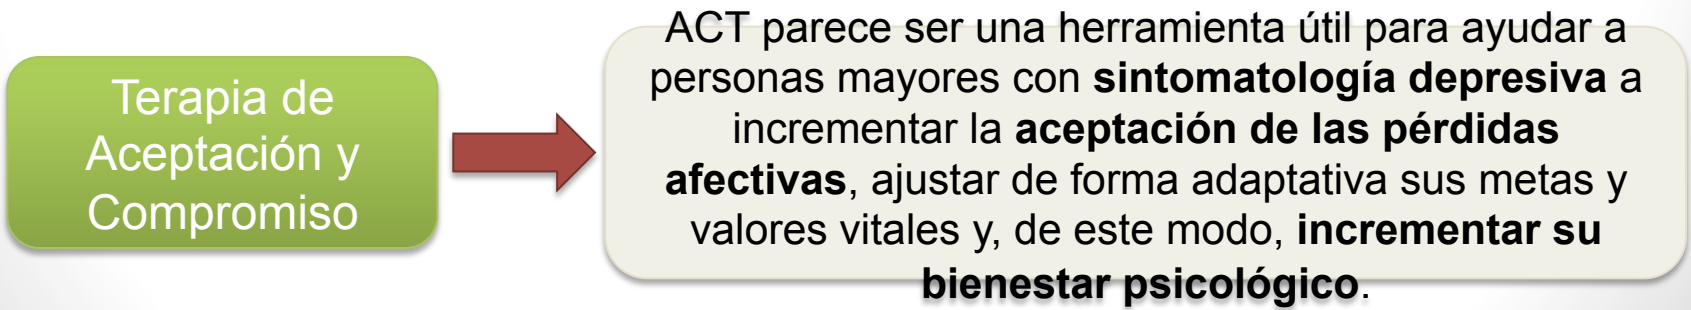 Terapia de
Aceptación y
Compromiso
ACT parece ser una herramienta útil para ayudar a
personas mayores con sintomatología depresiva a
incrementar la aceptación de las pérdidas
afectivas, ajustar de forma adaptativa sus metas y
valores vitales y, de este modo, incrementar su
bienestar psicológico.